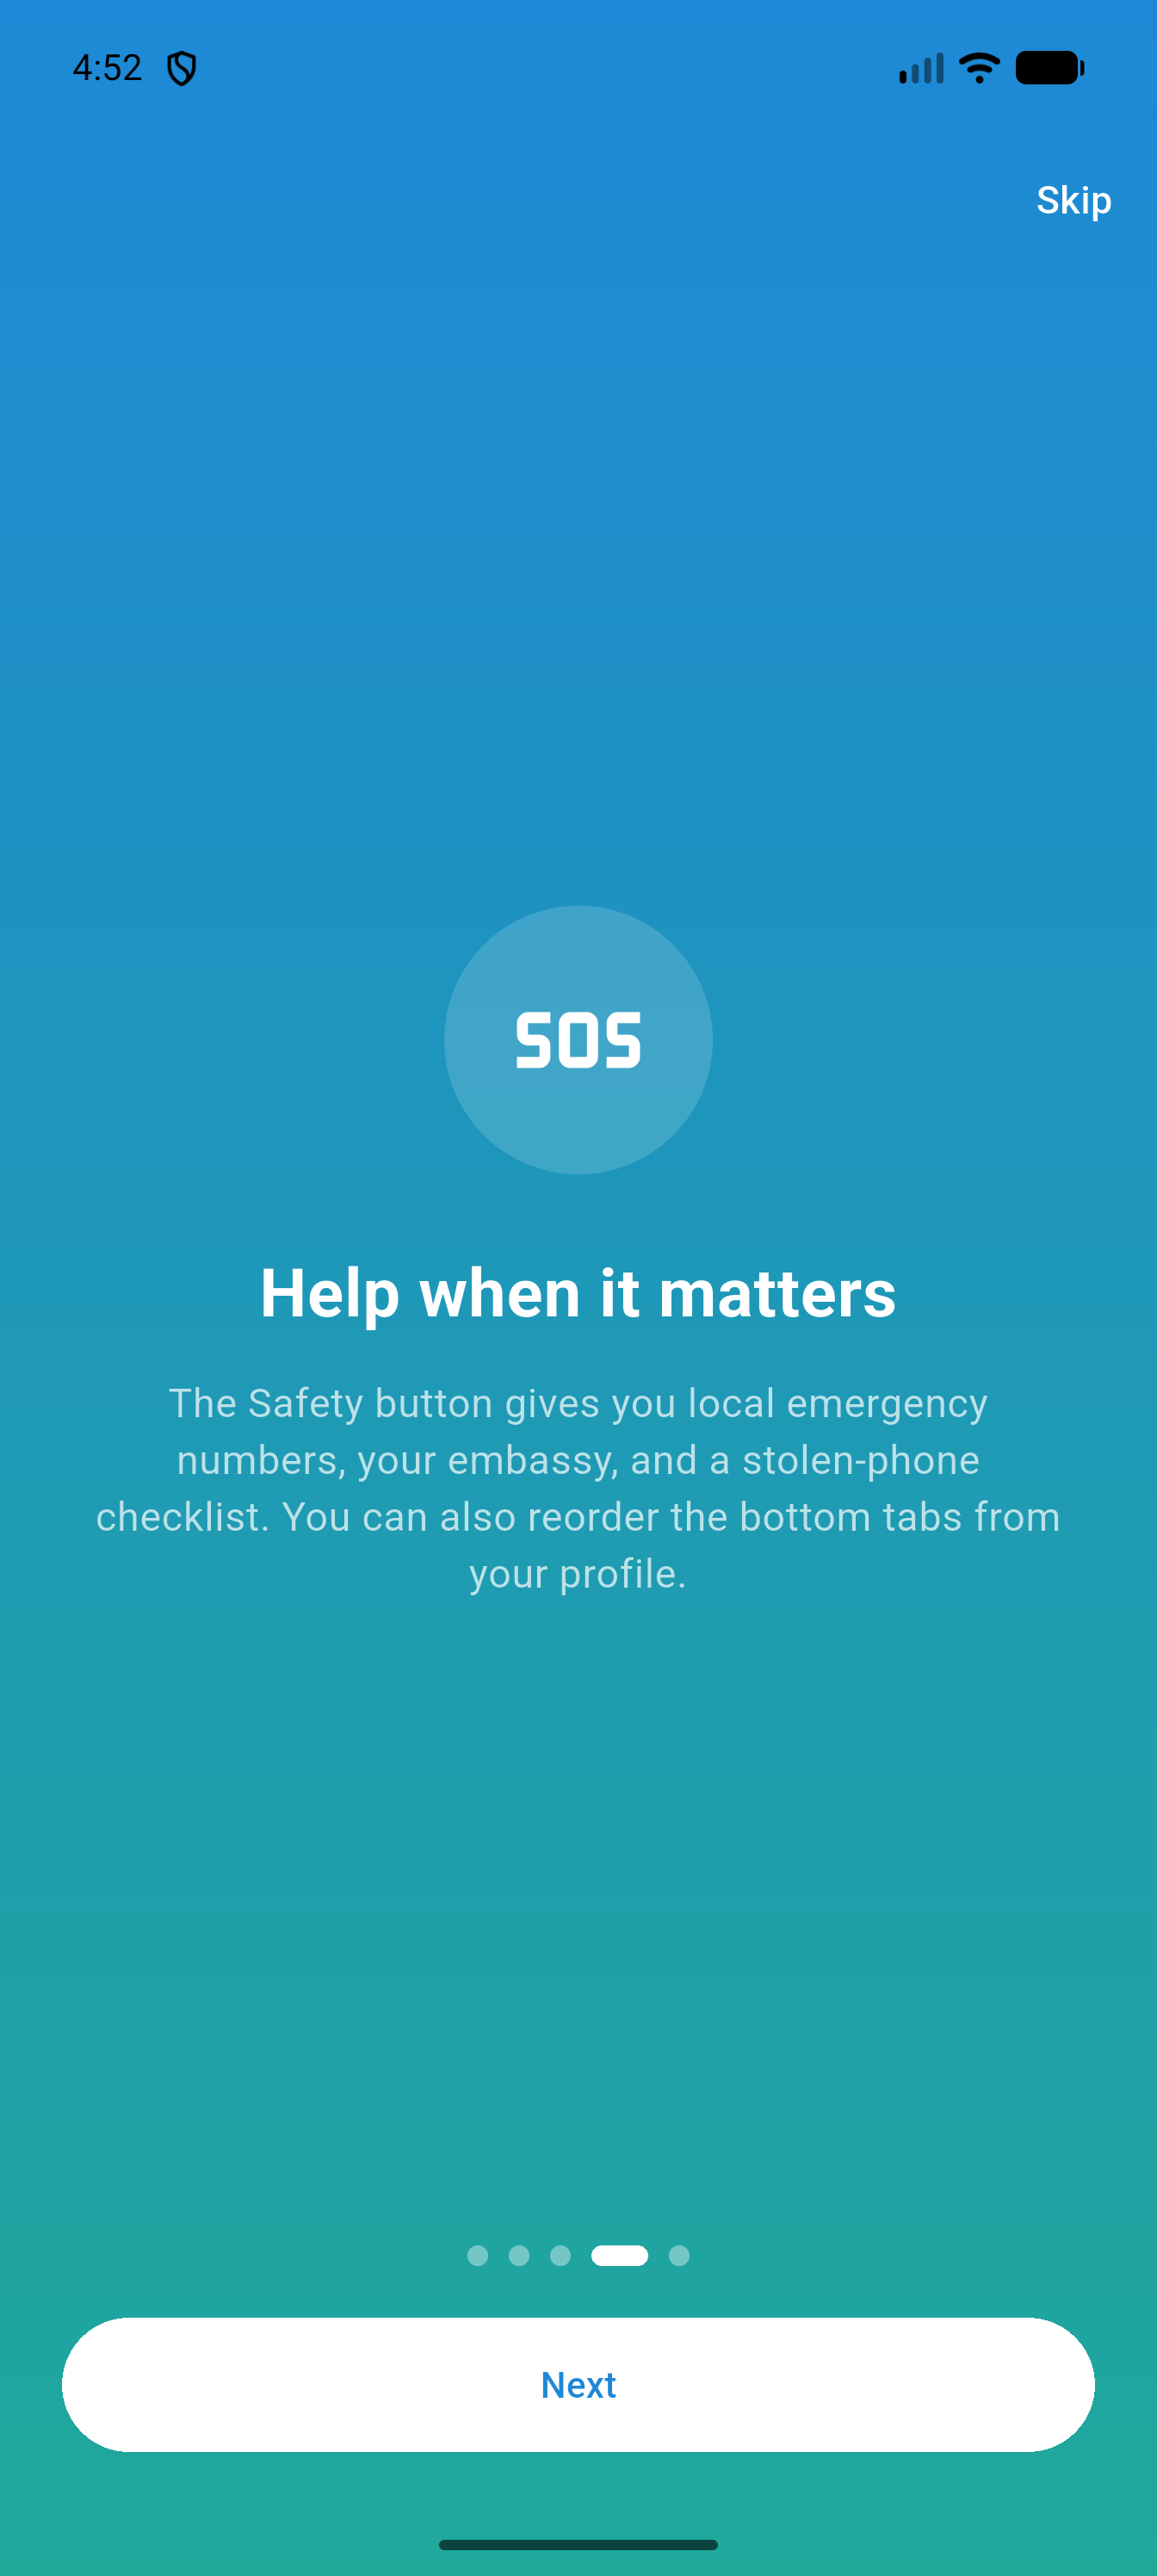 4:52
Skip
SOS
Help when it matters
The Safety button gives you local emergency
numbers, your embassy, and a stolen-phone
checklist. You can also reorder the bottom tabs from
your profile.
Next